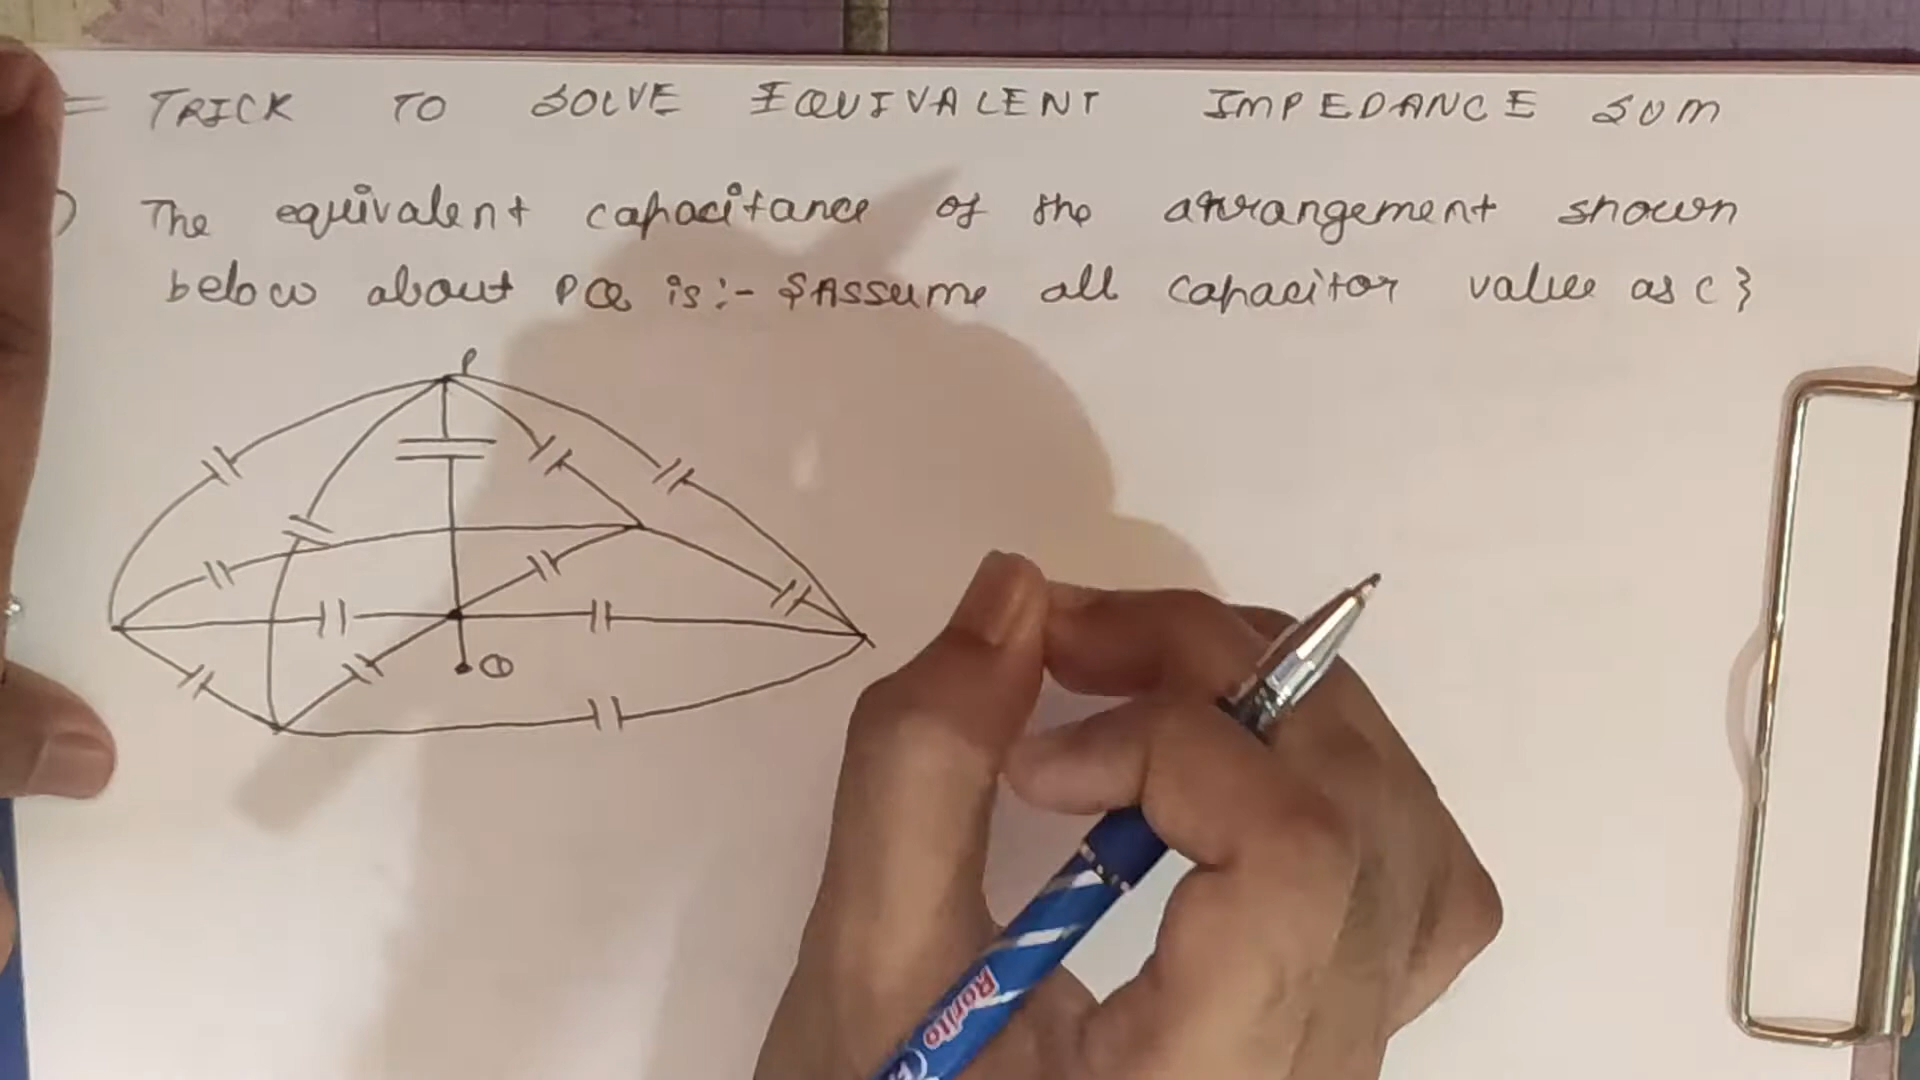 = TRICK TO SOLVE EQUIVALENT IMPEDANCE SUM
) The equivalent capacitance of the arrangement shown
below about PQ is:- {Assume all capacitor value as C}
P
Q
Rorito